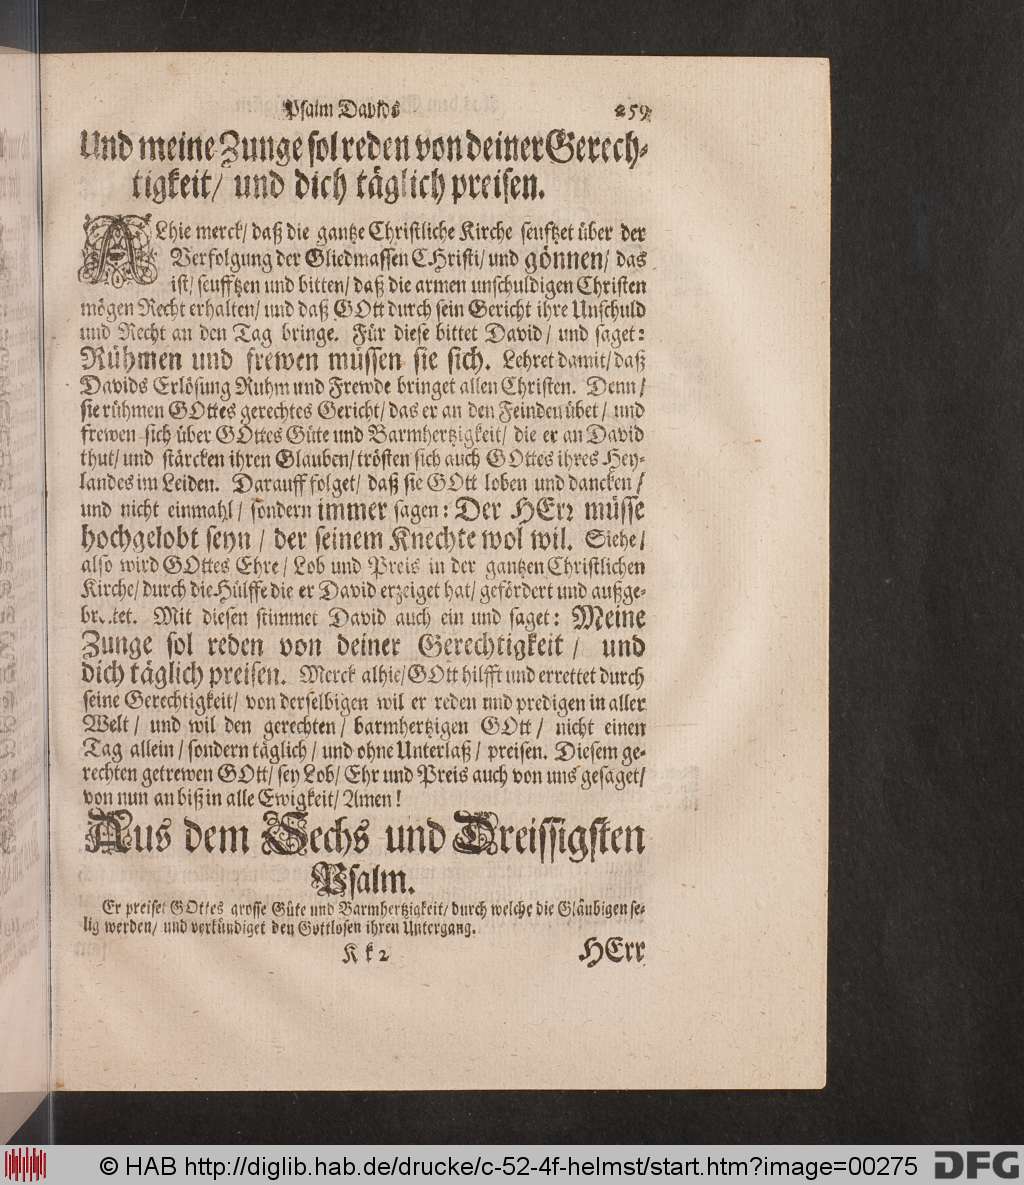 Psalm Davids 259
Und meine Zunge sol reden von deiner Gerech-
tigkeit/ und dich täglich preisen.
ALhie merck/ daß die gantze Christliche Kirche seufftzet über der
Verfolgung der Gliedmassen CHristi/ und gönnen/ das
ist/ seufftzen und bitten/ daß die armen unschuldigen Christen
mögen Recht erhalten/ und daß GOtt durch sein Gericht ihre Unschuld
und Recht an den Tag bringe. Für diese bittet David/ und saget:
Rühmen und frewen müssen sie sich. Lehret damit/ daß
Davids Erlösung Ruhm und Frewde bringet allen Christen. Denn/
sie rühmen GOttes gerechtes Gericht/ das er an den Feinden übet/ und
frewen sich über GOttes Güte und Barmhertzigkeit/ die er an David
thut/ und stärcken ihren Glauben/ trösten sich auch GOttes ihres Hey-
landes im Leiden. Darauff folget/ daß sie GOtt loben und dancken/
und nicht einmahl/ sondern immer sagen: Der HErr müsse
hochgelobt seyn/ der seinem Knechte wol wil. Siehe/
also wird GOttes Ehre/ Lob und Preis in der gantzen Christlichen
Kirche/ durch die Hülffe die er David erzeiget hat/ gefördert und außge-
breitet. Mit diesen stimmet David auch ein und saget: Meine
Zunge sol reden von deiner Gerechtigkeit/ und
dich täglich preisen. Merck alhie/ GOtt hilfft und errettet durch
seine Gerechtigkeit/ von derselbigen wil er reden und predigen in aller
Welt/ und wil den gerechten/ barmhertzigen GOtt/ nicht einen
Tag allein/ sondern täglich/ und ohne Unterlaß/ preisen. Diesem ge-
rechten getrewen GOtt/ sey Lob/ Ehr und Preis auch von uns gesaget/
von nun an biß in alle Ewigkeit/ Amen!
Aus dem Sechs und Dreissigsten
Psalm.
Er preiset GOttes grosse Güte und Barmhertzigkeit/ durch welche die Gläubigen se-
lig werden/ und verkündiget den Gottlosen ihren Untergang.
Kk 2 HErr
© HAB http://diglib.hab.de/drucke/c-52-4f-helmst/start.htm?image=00275 DFG